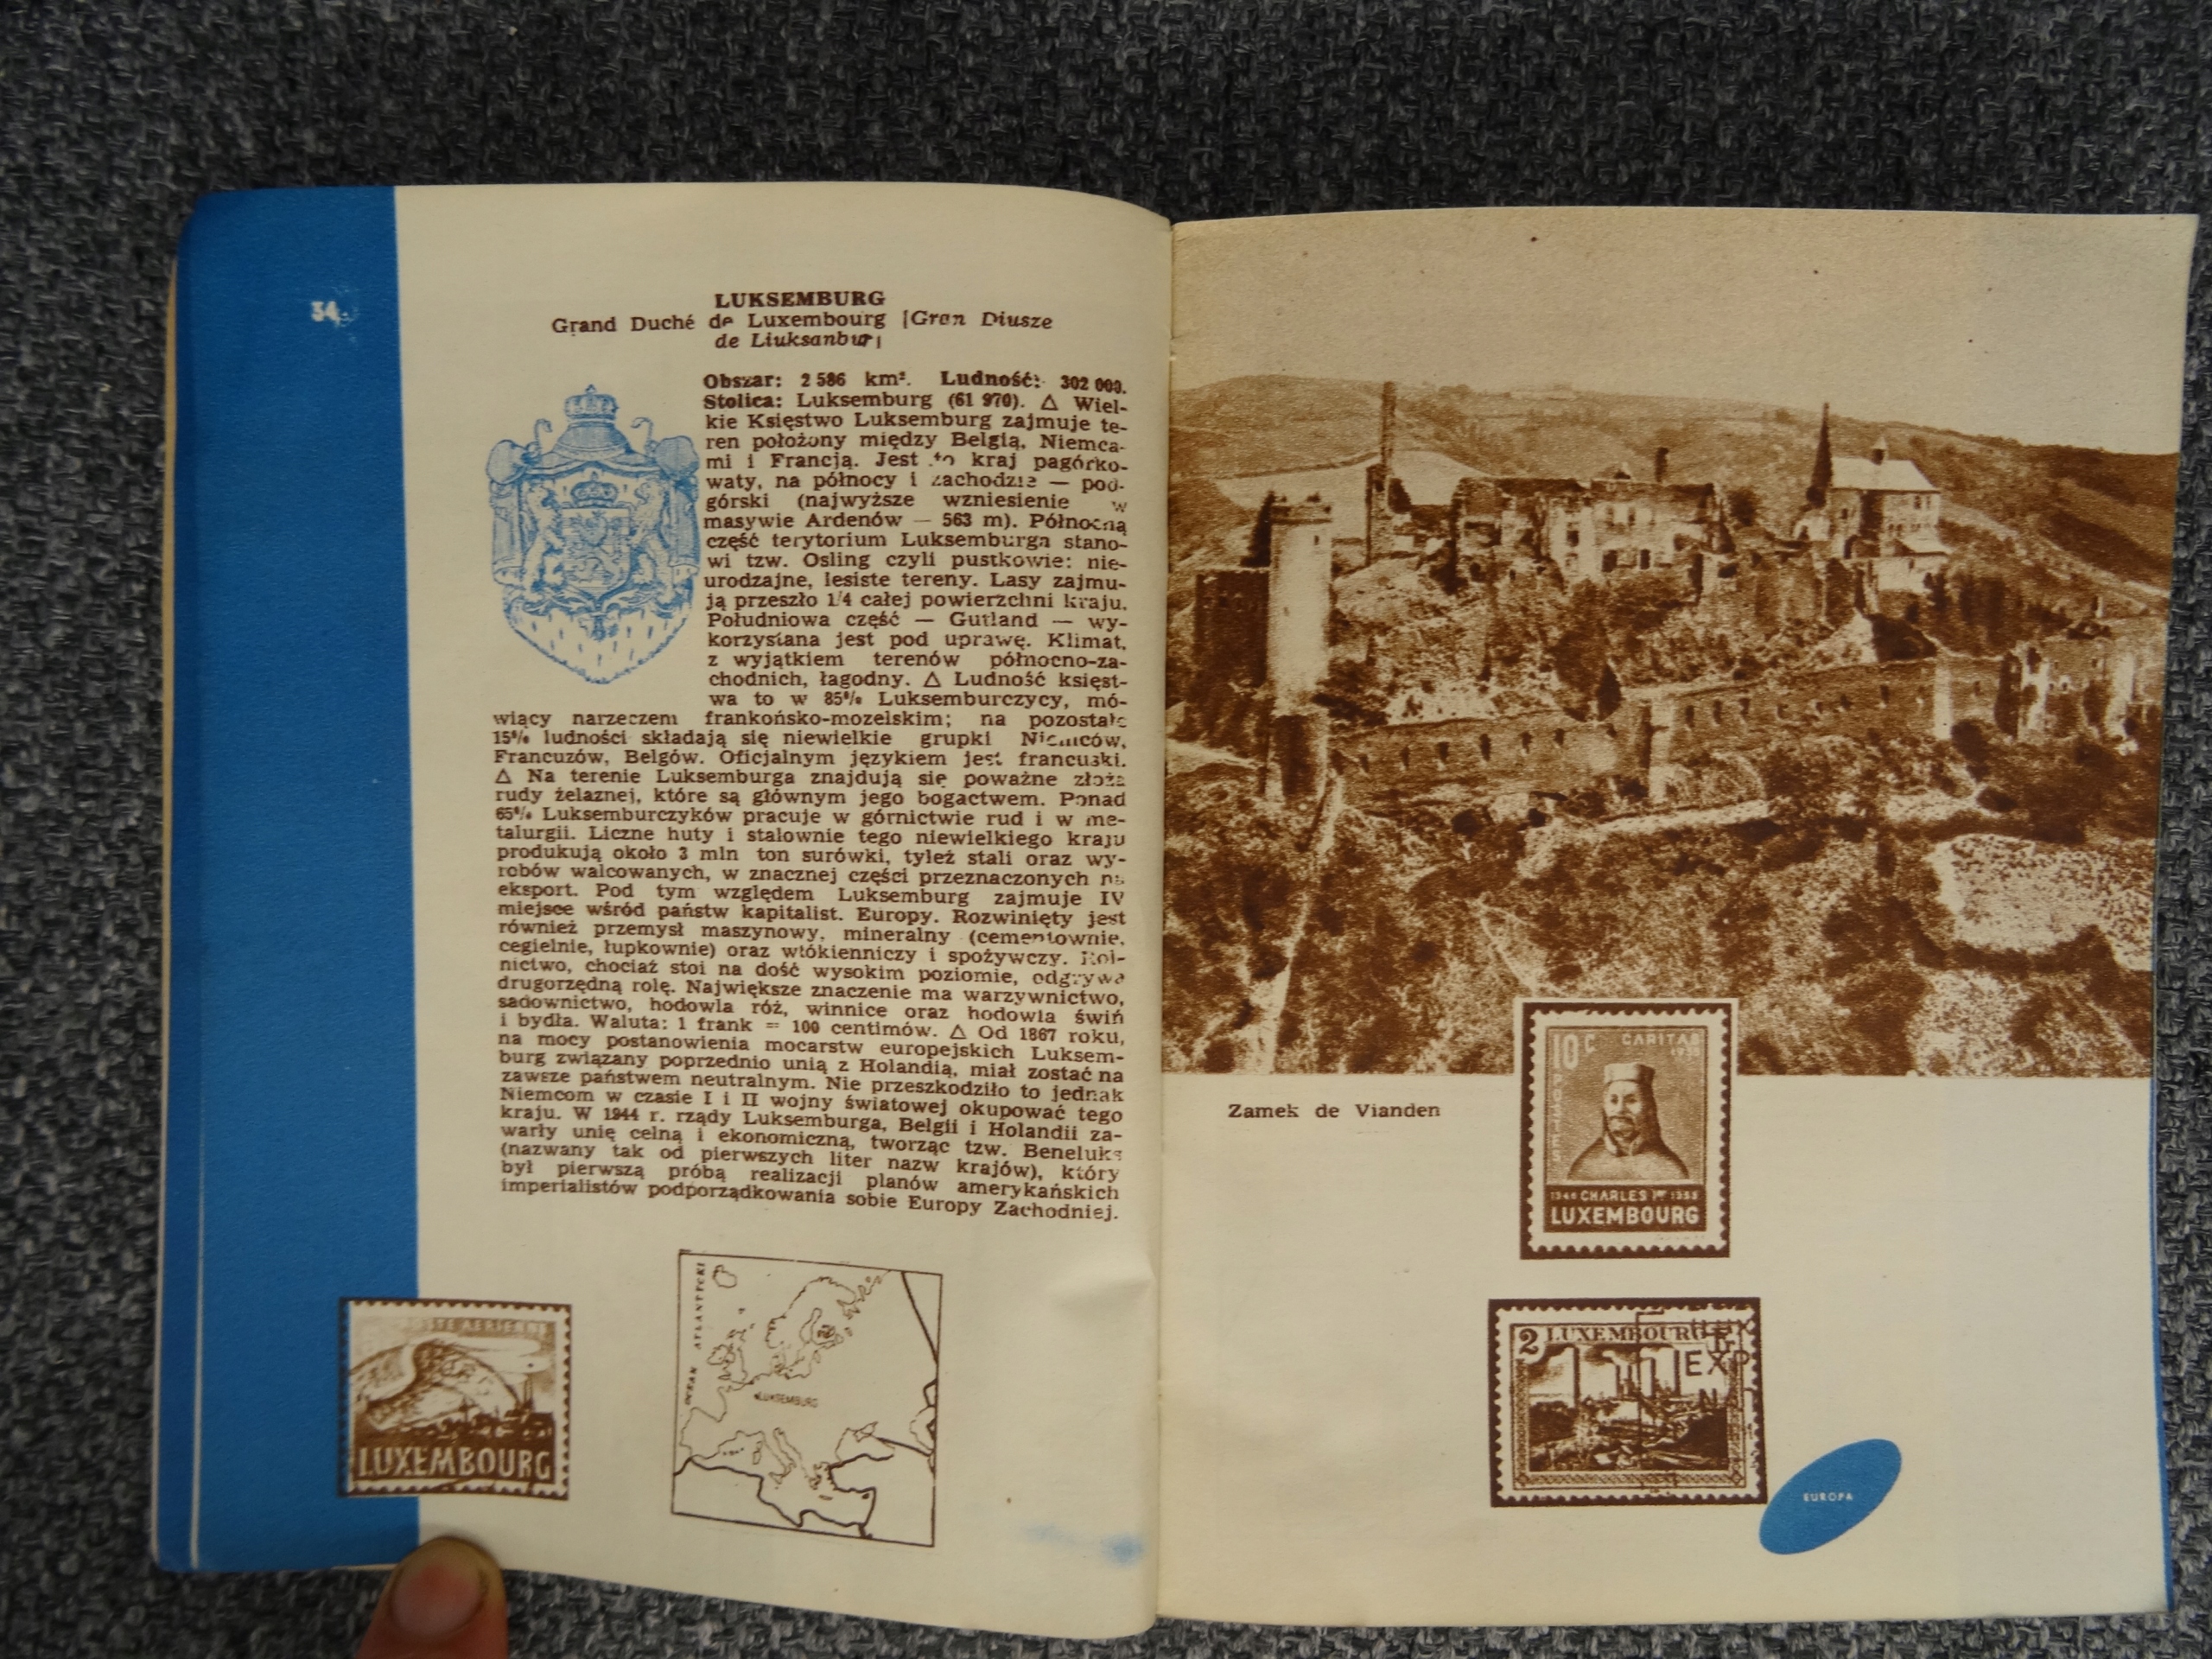 34
LUKSEMBURG
Grand Duché de Luxembourg [Gran Diusze
de Liuksanbur]
Obszar: 2 586 km². Ludność: 302 000.
Stolica: Luksemburg (61 970). △ Wiel-
kie Księstwo Luksemburg zajmuje te-
ren położony między Belgią, Niemca-
mi i Francją. Jest to kraj pagórko-
waty, na północy i zachodzie — pod-
górski (najwyższe wzniesienie w
masywie Ardenów — 563 m). Północną
część terytorium Luksemburga stano-
wi tzw. Osling czyli pustkowie: nie-
urodzajne, lesiste tereny. Lasy zajmu-
ją przeszło 1/4 całej powierzchni kraju.
Południowa część — Gutland — wy-
korzystana jest pod uprawę. Klimat,
z wyjątkiem terenów północno-za-
chodnich, łagodny. △ Ludność księst-
wa to w 85% Luksemburczycy, mó-
wiący narzeczem frankońsko-mozelskim; na pozostałe
15% ludności składają się niewielkie grupki Niemców,
Francuzów, Belgów. Oficjalnym językiem jest francuski.
△ Na terenie Luksemburga znajdują się poważne złoża
rudy żelaznej, które są głównym jego bogactwem. Ponad
65% Luksemburczyków pracuje w górnictwie rud i w me-
talurgii. Liczne huty i stalownie tego niewielkiego kraju
produkują około 3 mln ton surówki, tyleż stali oraz wy-
robów walcowanych, w znacznej części przeznaczonych na
eksport. Pod tym względem Luksemburg zajmuje IV
miejsce wśród państw kapitalist. Europy. Rozwinięty jest
również przemysł maszynowy, mineralny (cementownie,
cegielnie, łupkownie) oraz włókienniczy i spożywczy. Rol-
nictwo, chociaż stoi na dość wysokim poziomie, odgrywa
drugorzędną rolę. Największe znaczenie ma warzywnictwo,
sadownictwo, hodowla róż, winnice oraz hodowla świń
i bydła. Waluta: 1 frank = 100 centimów. △ Od 1867 roku,
na mocy postanowienia mocarstw europejskich Luksem-
burg związany poprzednio unią z Holandią, miał zostać na
zawsze państwem neutralnym. Nie przeszkodziło to jednak
Niemcom w czasie I i II wojny światowej okupować tego
kraju. W 1944 r. rządy Luksemburga, Belgii i Holandii za-
warły unię celną i ekonomiczną, tworząc tzw. Beneluks
(nazwany tak od pierwszych liter nazw krajów), który
był pierwszą próbą realizacji planów amerykańskich
imperialistów podporządkowania sobie Europy Zachodniej.
POSTE AERIENNE
LUXEMBOURG
OCEAN ATLANTYCKI
LUKSEMBURG
Zamek de Vianden
10 C CARITAS
1346 CHARLES Iᵉʳ 1353
LUXEMBOURG
2 LUXEMBOURG
EXP
EUROPA